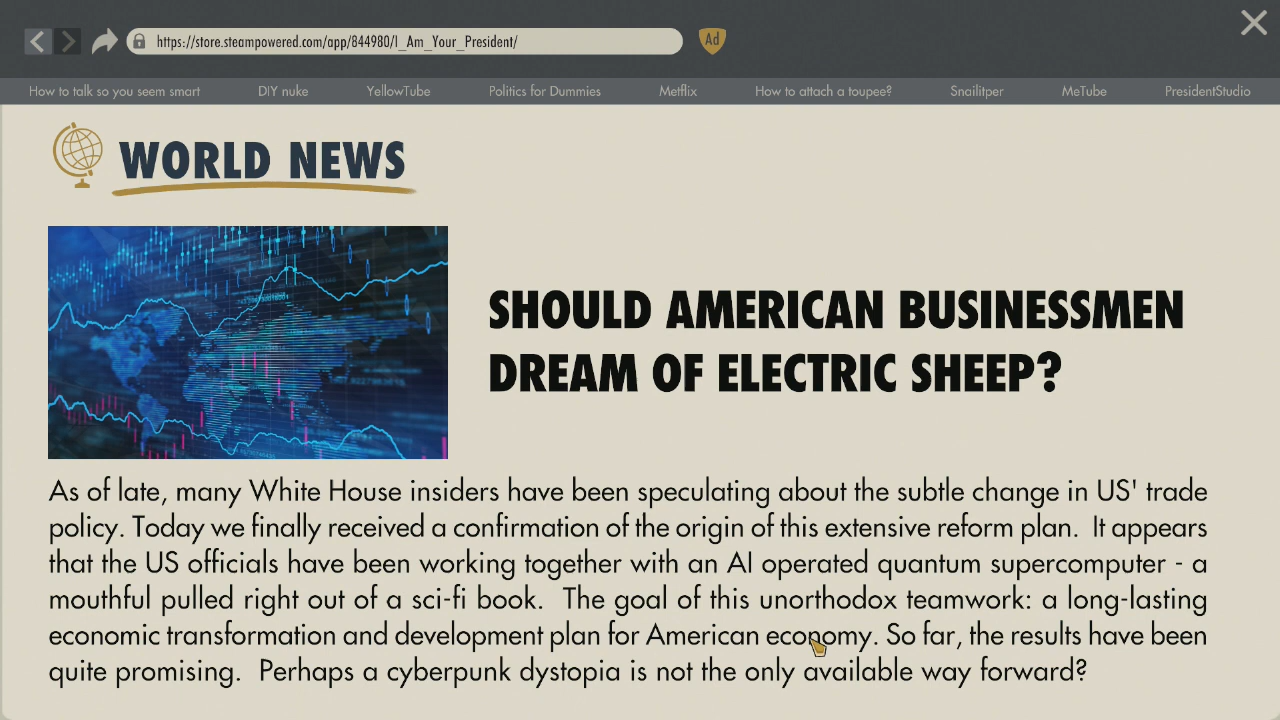 https://store.steampowered.com/app/844980/I_Am_Your_President/
Ad
How to talk so you seem smart DIY nuke YellowTube Politics for Dummies Metflix How to attach a toupee? Snailitper MeTube PresidentStudio
WORLD NEWS
SHOULD AMERICAN BUSINESSMEN
DREAM OF ELECTRIC SHEEP?
As of late, many White House insiders have been speculating about the subtle change in US' trade
policy. Today we finally received a confirmation of the origin of this extensive reform plan. It appears
that the US officials have been working together with an AI operated quantum supercomputer - a
mouthful pulled right out of a sci-fi book. The goal of this unorthodox teamwork: a long-lasting
economic transformation and development plan for American economy. So far, the results have been
quite promising. Perhaps a cyberpunk dystopia is not the only available way forward?